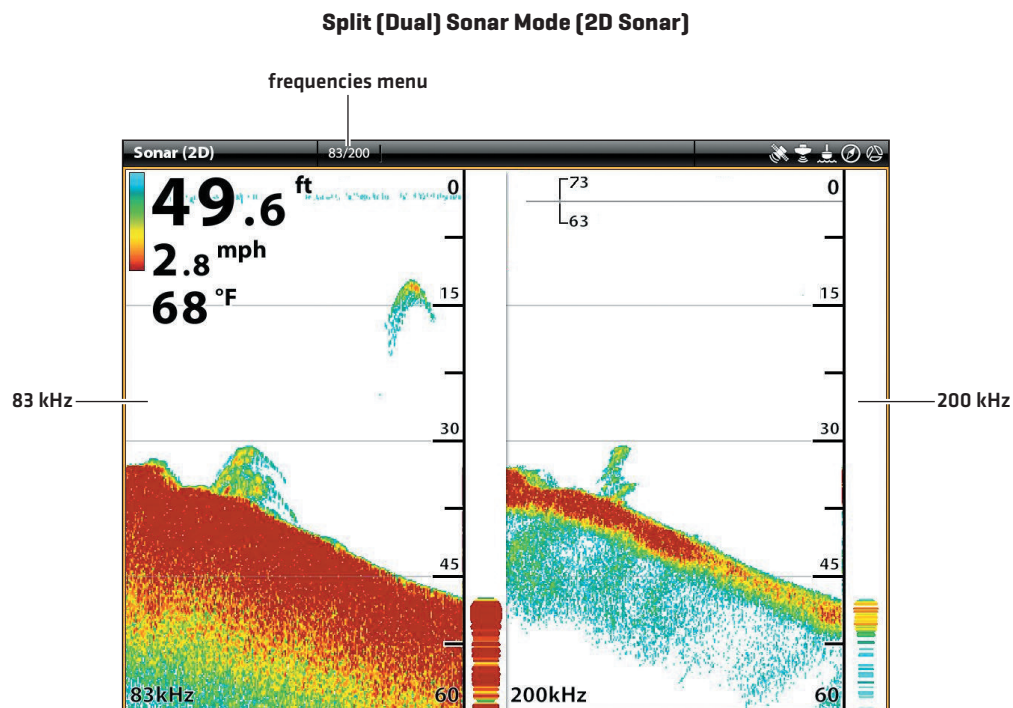 Split (Dual) Sonar Mode (2D Sonar)
frequencies menu
Sonar (2D)
83/200
49.6 ft
2.8 mph
68 °F
0
15
30
45
60
83kHz
73
63
0
15
30
45
60
200kHz
83 kHz
200 kHz